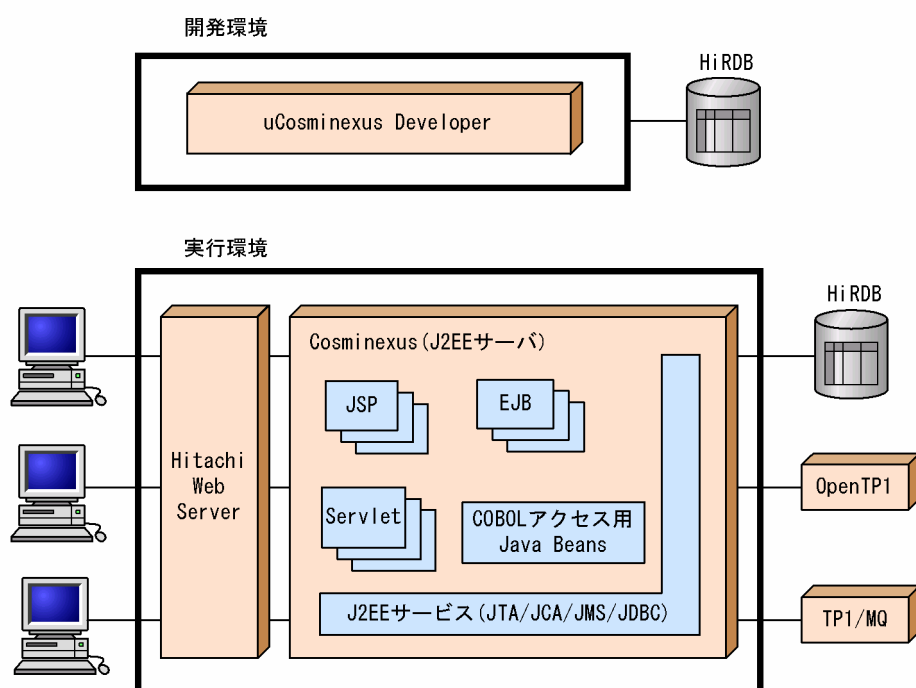 開発環境
HiRDB
uCosminexus Developer
実行環境
HiRDB
Cosminexus(J2EEサーバ)
JSP
EJB
Hitachi
Web
Server
OpenTP1
Servlet
COBOLアクセス用
Java Beans
J2EEサービス(JTA/JCA/JMS/JDBC)
TP1/MQ